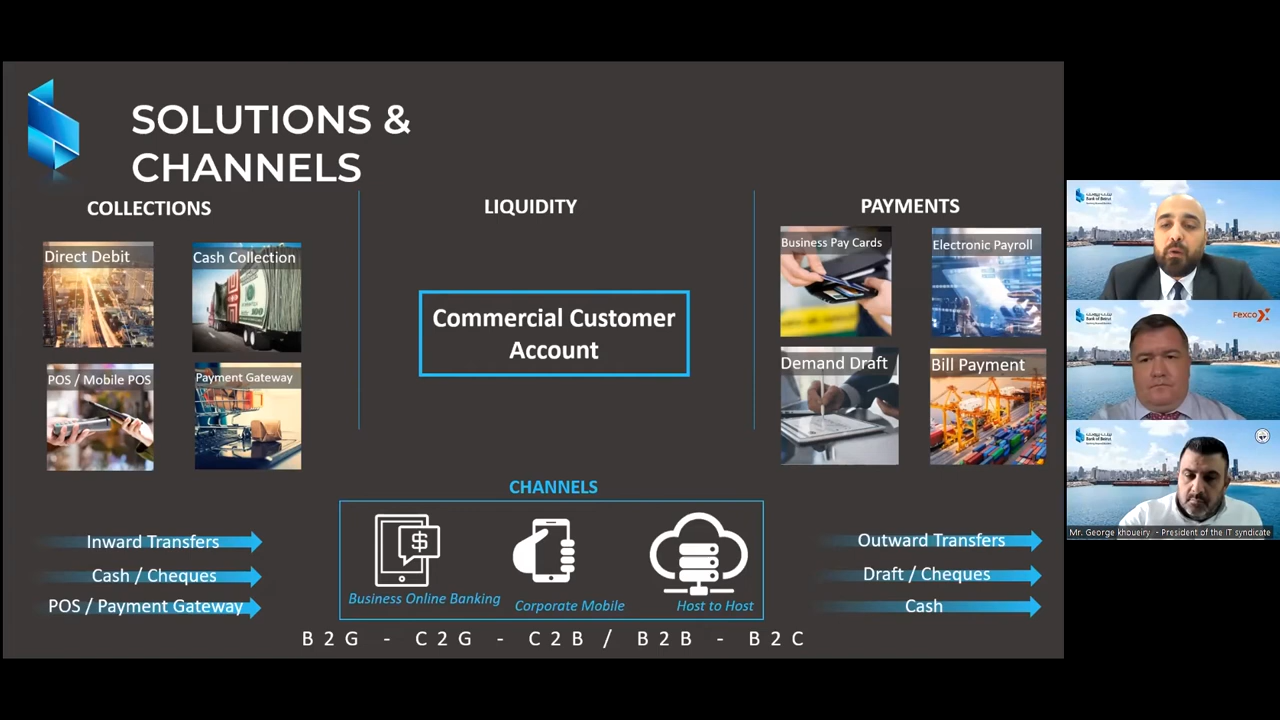 SOLUTIONS &
CHANNELS
COLLECTIONS
LIQUIDITY
PAYMENTS
Direct Debit
Cash Collection
POS / Mobile POS
Payment Gateway
Commercial Customer
Account
Business Pay Cards
Electronic Payroll
Demand Draft
Bill Payment
CHANNELS
Business Online Banking
Corporate Mobile
Host to Host
Inward Transfers
Cash / Cheques
POS / Payment Gateway
Outward Transfers
Draft / Cheques
Cash
B2G - C2G - C2B / B2B - B2C
Bank of Beirut
Bank of Beirut
Fexco
Bank of Beirut
Mr. George khoueiry - President of the IT syndicate